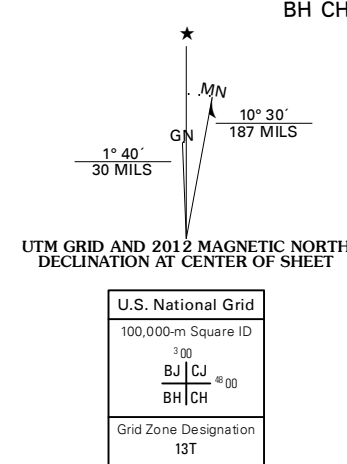 BH CH
★
MN
GN
10° 30´
187 MILS
1° 40´
30 MILS
UTM GRID AND 2012 MAGNETIC NORTH
DECLINATION AT CENTER OF SHEET
U.S. National Grid
100,000-m Square ID
3 00
BJ CJ
48 00
BH CH
Grid Zone Designation
13T